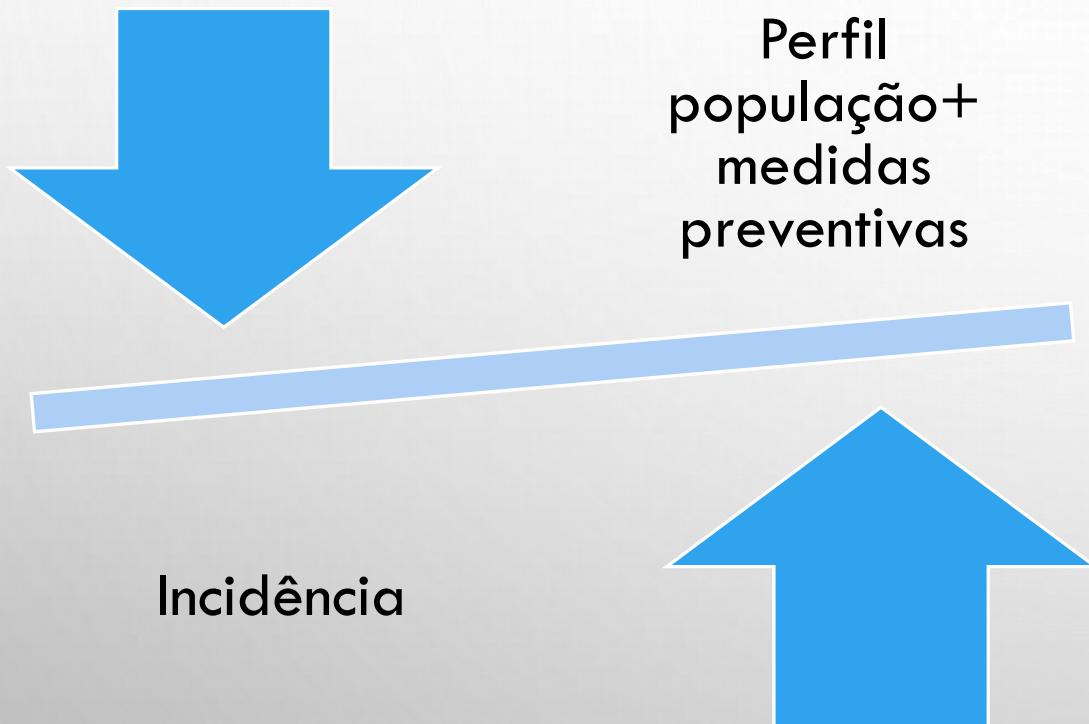 Perfil
população+
medidas
preventivas
Incidência